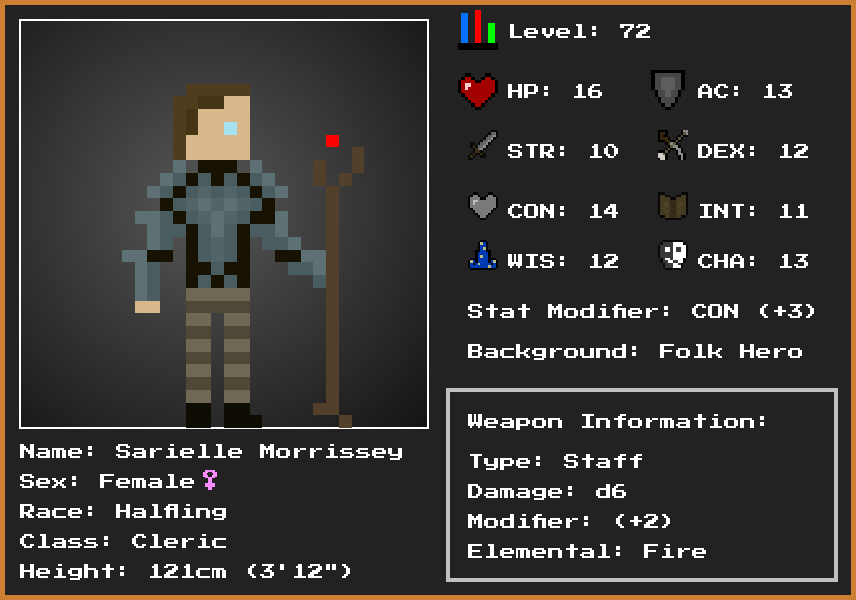 Level: 72
HP: 16
AC: 13
STR: 10
DEX: 12
CON: 14
INT: 11
WIS: 12
CHA: 13
Stat Modifier: CON (+3)
Background: Folk Hero
Name: Sarielle Morrissey
Sex: Female♀
Race: Halfling
Class: Cleric
Height: 121cm (3'12")
Weapon Information:
Type: Staff
Damage: d6
Modifier: (+2)
Elemental: Fire